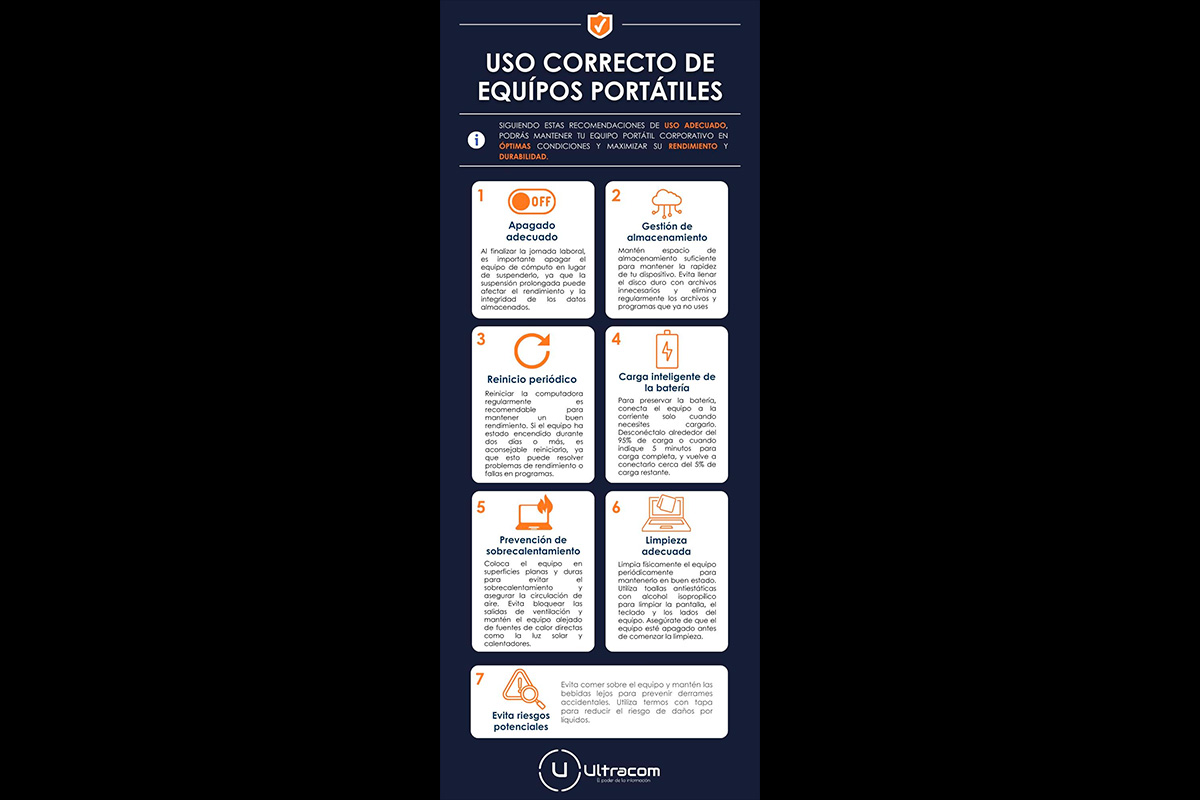 USO CORRECTO DE
EQUÍPOS PORTÁTILES
SIGUIENDO ESTAS RECOMENDACIONES DE USO ADECUADO,
PODRÁS MANTENER TU EQUIPO PORTÁTIL CORPORATIVO EN
ÓPTIMAS CONDICIONES Y MAXIMIZAR SU RENDIMIENTO Y
DURABILIDAD.
1
OFF
Apagado
adecuado
Al finalizar la jornada laboral,
es importante apagar el
equipo de cómputo en lugar
de suspenderlo, ya que la
suspensión prolongada puede
afectar el rendimiento y la
integridad de los datos
almacenados.
2
Gestión de
almacenamiento
Mantén espacio de
almacenamiento suficiente
para mantener la rapidez
de tu dispositivo. Evita llenar
el disco duro con archivos
innecesarios y elimina
regularmente los archivos y
programas que ya no uses
3
Reinicio periódico
Reiniciar la computadora
regularmente es
recomendable para
mantener un buen
rendimiento. Si el equipo ha
estado encendido durante
dos días o más, es
aconsejable reiniciarlo, ya
que esto puede resolver
problemas de rendimiento o
fallas en programas.
4
Carga inteligente de
la batería
Para preservar la batería,
conecta el equipo a la
corriente solo cuando
necesites cargarlo.
Desconéctalo alrededor del
95% de carga o cuando
indique 5 minutos para
carga completa, y vuelve a
conectarlo cerca del 5% de
carga restante.
5
Prevención de
sobrecalentamiento
Coloca el equipo en
superficies planas y duras
para evitar el
sobrecalentamiento y
asegurar la circulación de
aire. Evita bloquear las
salidas de ventilación y
mantén el equipo alejado
de fuentes de calor directas
como la luz solar y
calentadores.
6
Limpieza
adecuada
Limpia físicamente el equipo
periódicamente para
mantenerlo en buen estado.
Utiliza toallas antiestáticas
con alcohol isopropílico
para limpiar la pantalla, el
teclado y los lados del
equipo. Asegúrate de que el
equipo esté apagado antes
de comenzar la limpieza.
7
Evita riesgos
potenciales
Evita comer sobre el equipo y mantén las
bebidas lejos para prevenir derrames
accidentales. Utiliza termos con tapa
para reducir el riesgo de daños por
líquidos.
U Ultracom
El poder de la información